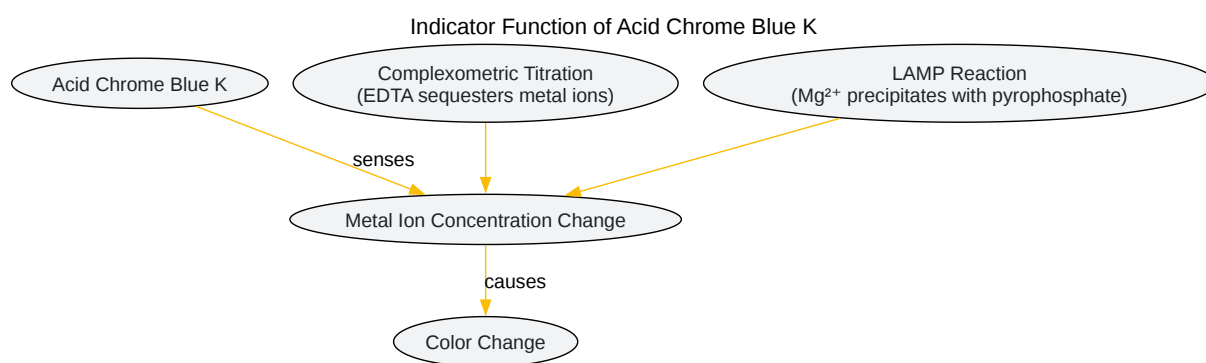 Indicator Function of Acid Chrome Blue K
Acid Chrome Blue K
Complexometric Titration
(EDTA sequesters metal ions)
LAMP Reaction
(Mg²⁺ precipitates with pyrophosphate)
senses
Metal Ion Concentration Change
causes
Color Change